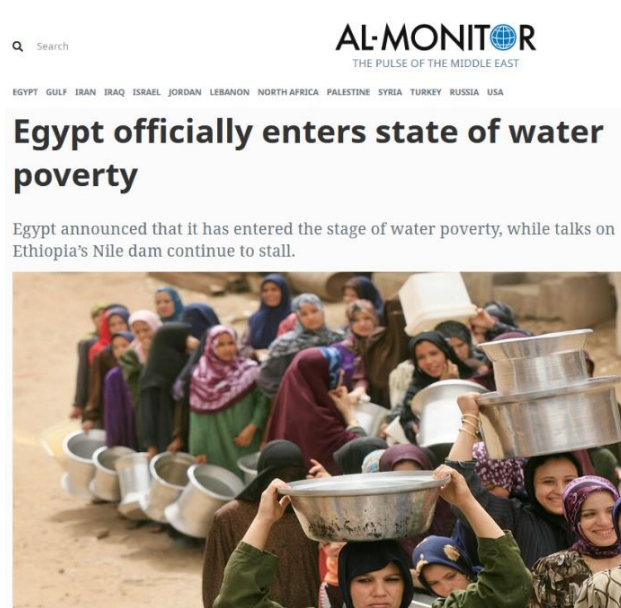 Search
AL-MONITOR
THE PULSE OF THE MIDDLE EAST
EGYPT GULF IRAN IRAQ ISRAEL JORDAN LEBANON NORTH AFRICA PALESTINE SYRIA TURKEY RUSSIA USA
Egypt officially enters state of water
poverty
Egypt announced that it has entered the stage of water poverty, while talks on
Ethiopia’s Nile dam continue to stall.